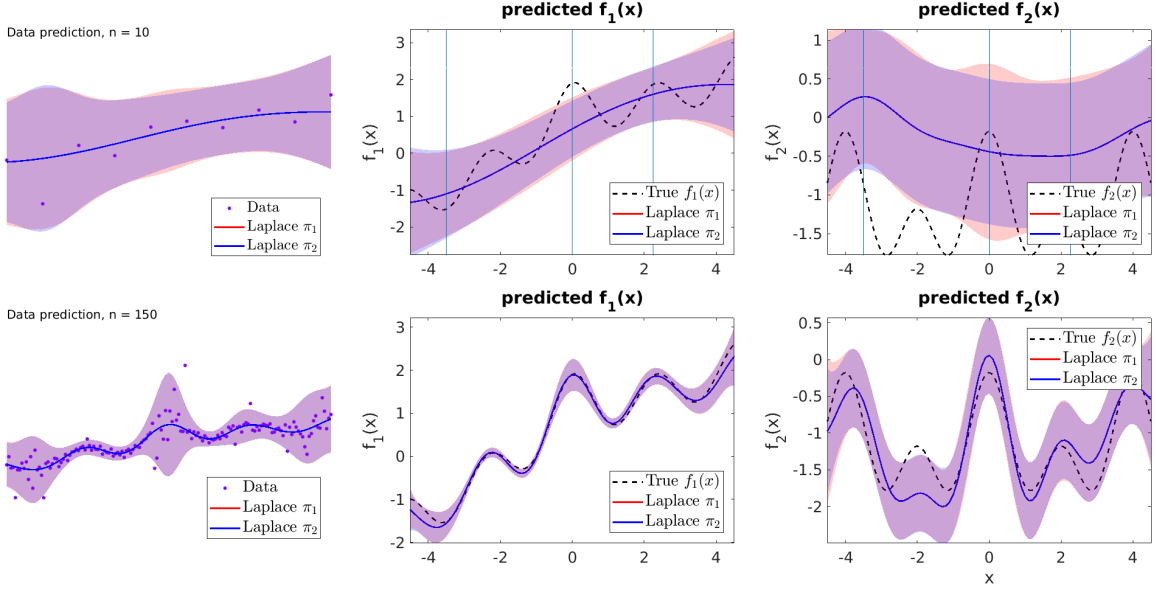 Data prediction, n = 10
Data
Laplace π1
Laplace π2
predicted f1(x)
f1(x)
3
2
1
0
-1
-2
-4
-2
0
2
4
True f1(x)
Laplace π1
Laplace π2
predicted f2(x)
f2(x)
1
0.5
0
-0.5
-1
-1.5
-4
-2
0
2
4
True f2(x)
Laplace π1
Laplace π2
Data prediction, n = 150
Data
Laplace π1
Laplace π2
predicted f1(x)
f1(x)
3
2
1
0
-1
-2
-4
-2
0
2
4
True f1(x)
Laplace π1
Laplace π2
predicted f2(x)
f2(x)
0.5
0
-0.5
-1
-1.5
-2
-4
-2
0
2
4
x
True f2(x)
Laplace π1
Laplace π2